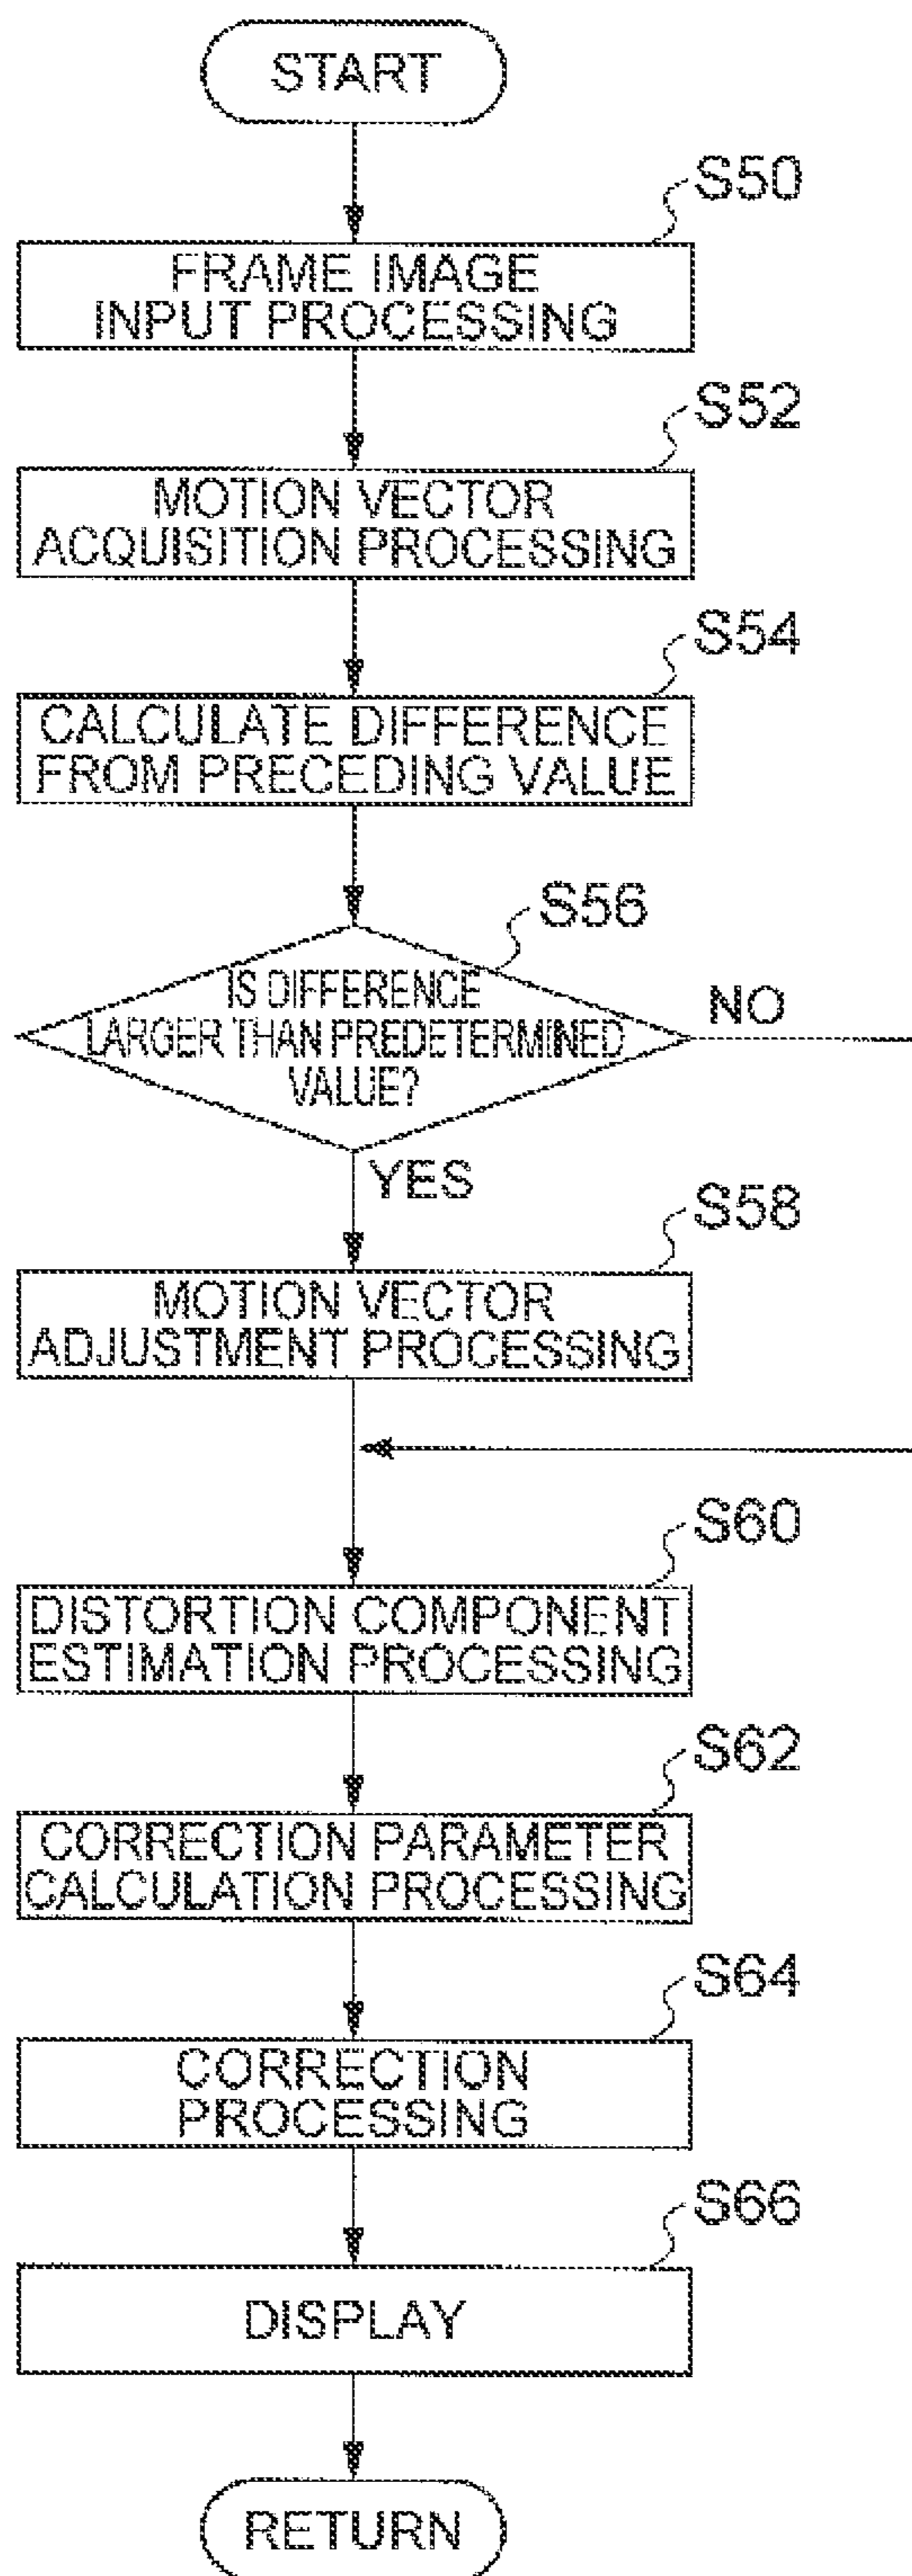 START
S50
FRAME IMAGE
INPUT PROCESSING
S52
MOTION VECTOR
ACQUISITION PROCESSING
S54
CALCULATE DIFFERENCE
FROM PRECEDING VALUE
S56
IS DIFFERENCE
LARGER THAN PREDETERMINED
VALUE?
NO
YES
S58
MOTION VECTOR
ADJUSTMENT PROCESSING
S60
DISTORTION COMPONENT
ESTIMATION PROCESSING
S62
CORRECTION PARAMETER
CALCULATION PROCESSING
S64
CORRECTION
PROCESSING
S66
DISPLAY
RETURN